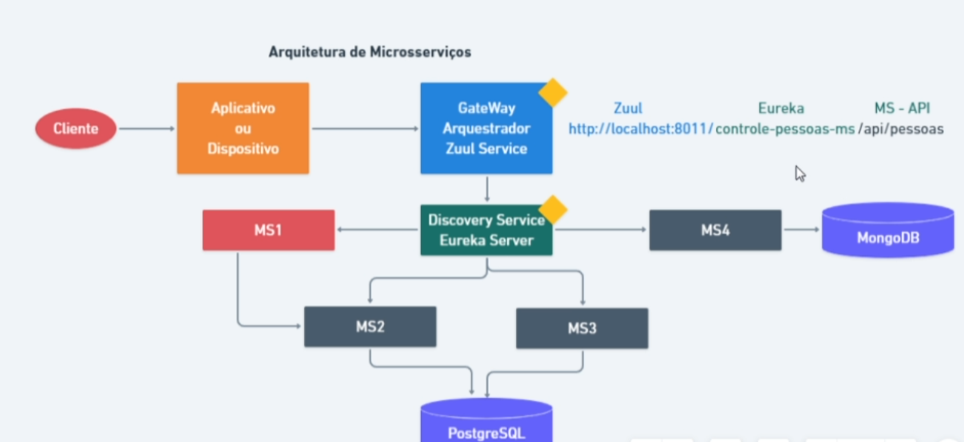 Arquitetura de Microsserviços
Cliente
Aplicativo
ou
Dispositivo
GateWay
Arquestrador
Zuul Service
Zuul Eureka MS - API
http://localhost:8011/controle-pessoas-ms/api/pessoas
MS1
Discovery Service
Eureka Server
MS4
MongoDB
MS2
MS3
PostgreSQL